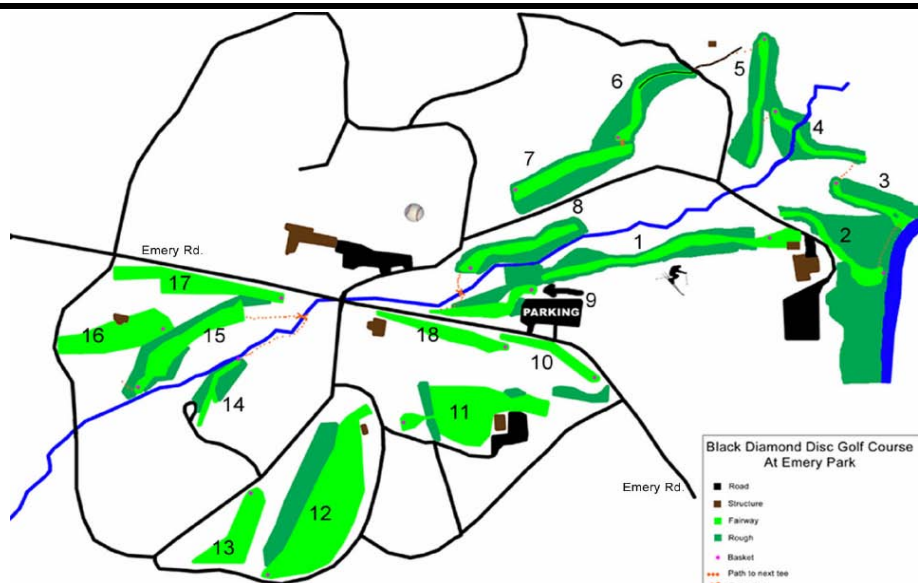 6
5
4
7
3
8
1
2
Emery Rd.
9
PARKING
17
16
15
18
10
14
11
12
13
Emery Rd.
Black Diamond Disc Golf Course
At Emery Park
Road
Structure
Fairway
Rough
Basket
Path to next tee